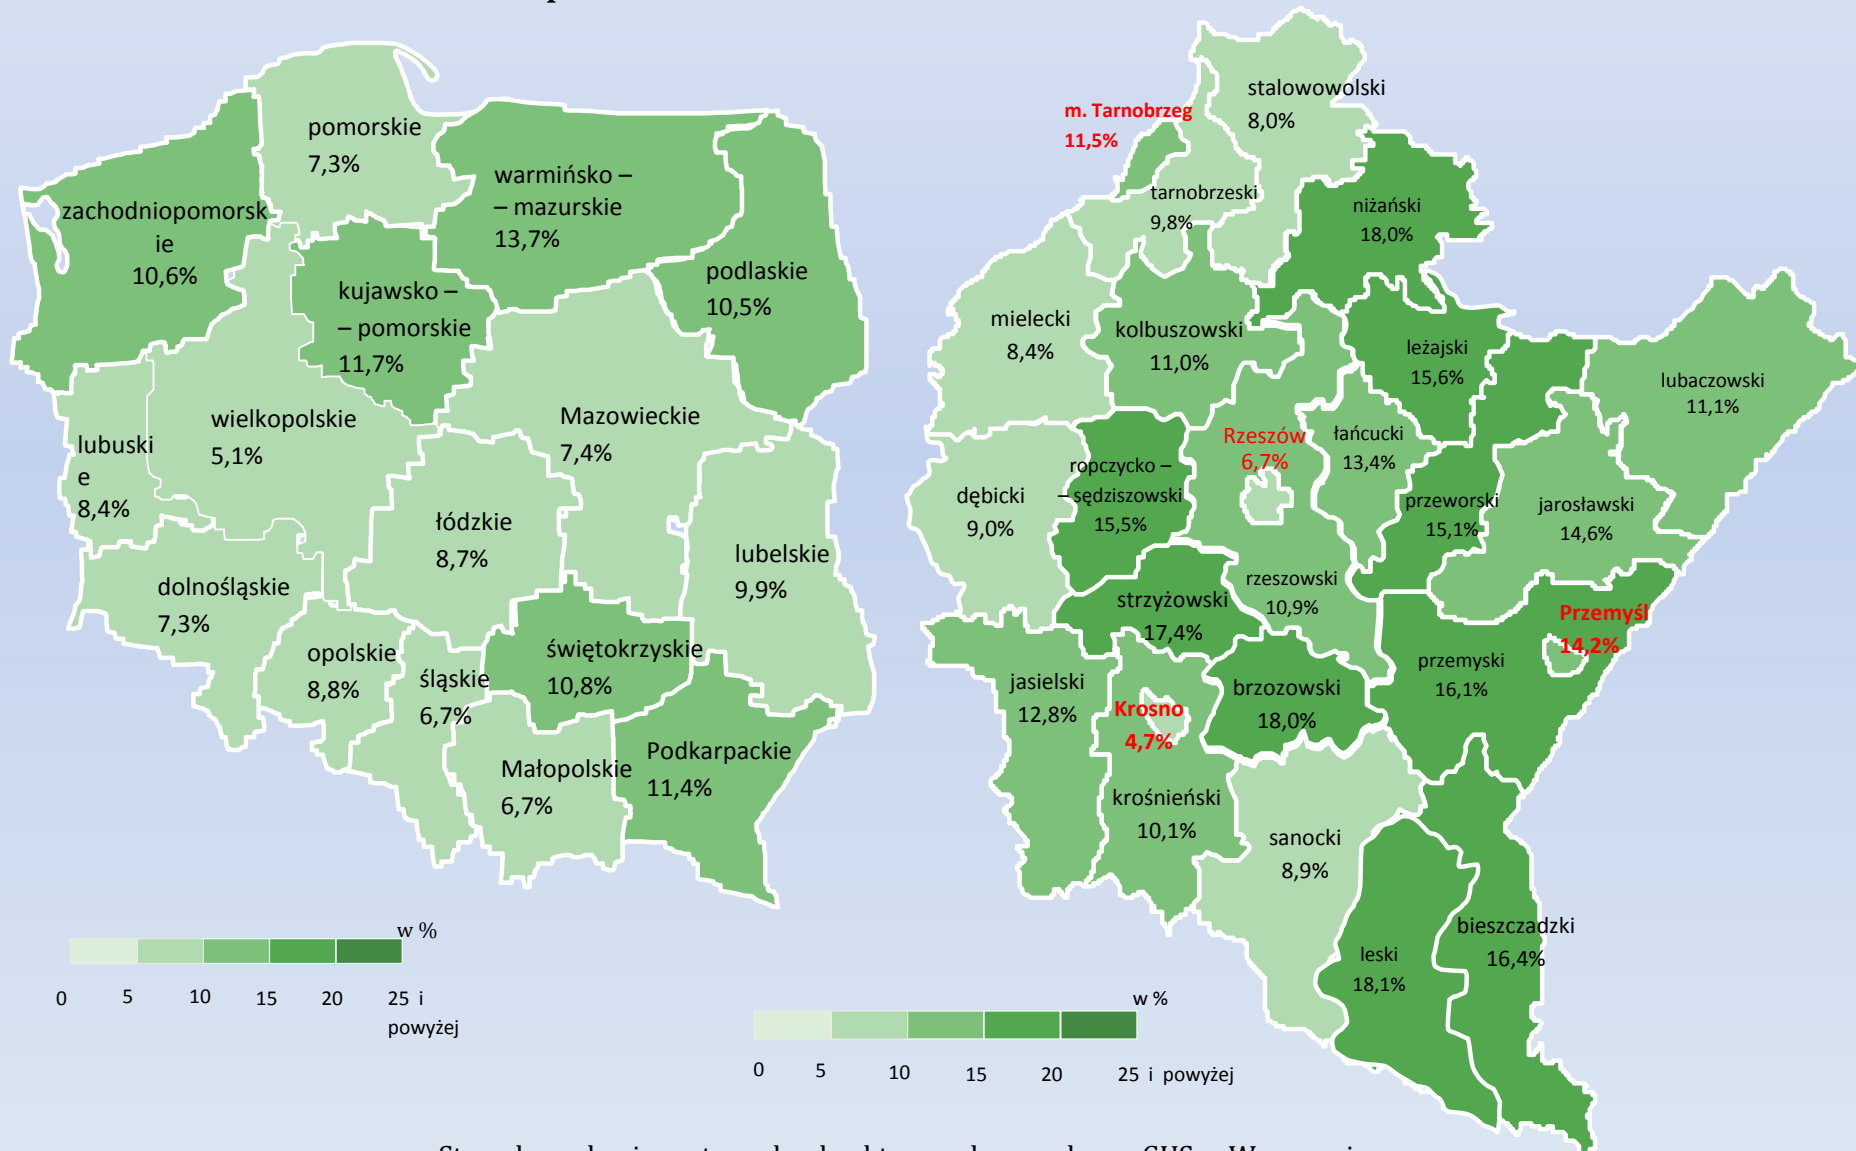 pomorskie
7,3%
zachodniopomorsk
ie
10,6%
warmińsko –
– mazurskie
13,7%
podlaskie
10,5%
kujawsko –
– pomorskie
11,7%
wielkopolskie
5,1%
Mazowieckie
7,4%
lubuski
e
8,4%
łódzkie
8,7%
lubelskie
9,9%
dolnośląskie
7,3%
opolskie
8,8%
śląskie
6,7%
świętokrzyskie
10,8%
Małopolskie
6,7%
Podkarpackie
11,4%
w %
0 5 10 15 20 25 i
powyżej
stalowowolski
8,0%
m. Tarnobrzeg
11,5%
tarnobrzeski
9,8%
niżański
18,0%
mielecki
8,4%
kolbuszowski
11,0%
leżajski
15,6%
lubaczowski
11,1%
Rzeszów
6,7%
łańcucki
13,4%
ropczycko –
– sędziszowski
15,5%
dębicki
9,0%
przeworski
15,1%
jarosławski
14,6%
rzeszowski
10,9%
strzyżowski
17,4%
Przemyśl
14,2%
przemyski
16,1%
jasielski
12,8%
Krosno
4,7%
brzozowski
18,0%
krośnieński
10,1%
sanocki
8,9%
leski
18,1%
bieszczadzki
16,4%
w %
0 5 10 15 20 25 i powyżej